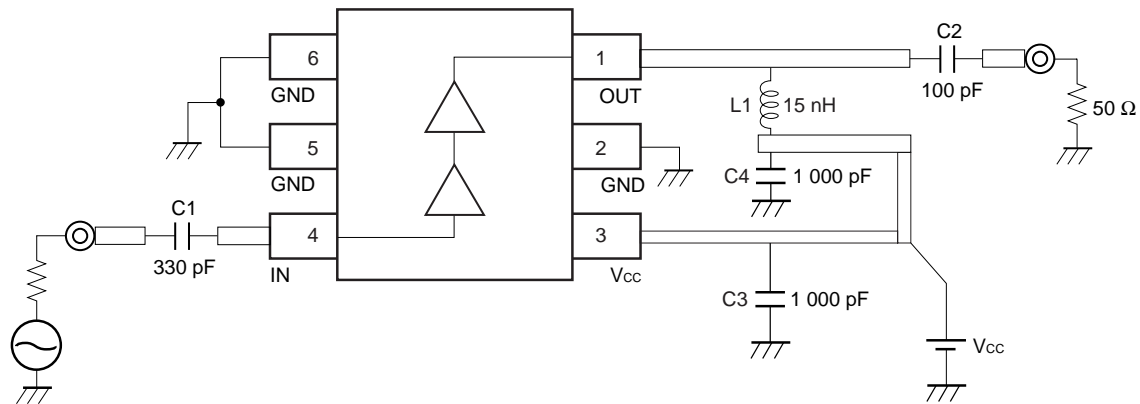 6
GND
5
GND
4
IN
1
OUT
2
GND
3
Vcc
C1
330 pF
C2
100 pF
50 Ω
L1 15 nH
C4 1 000 pF
C3 1 000 pF
Vcc